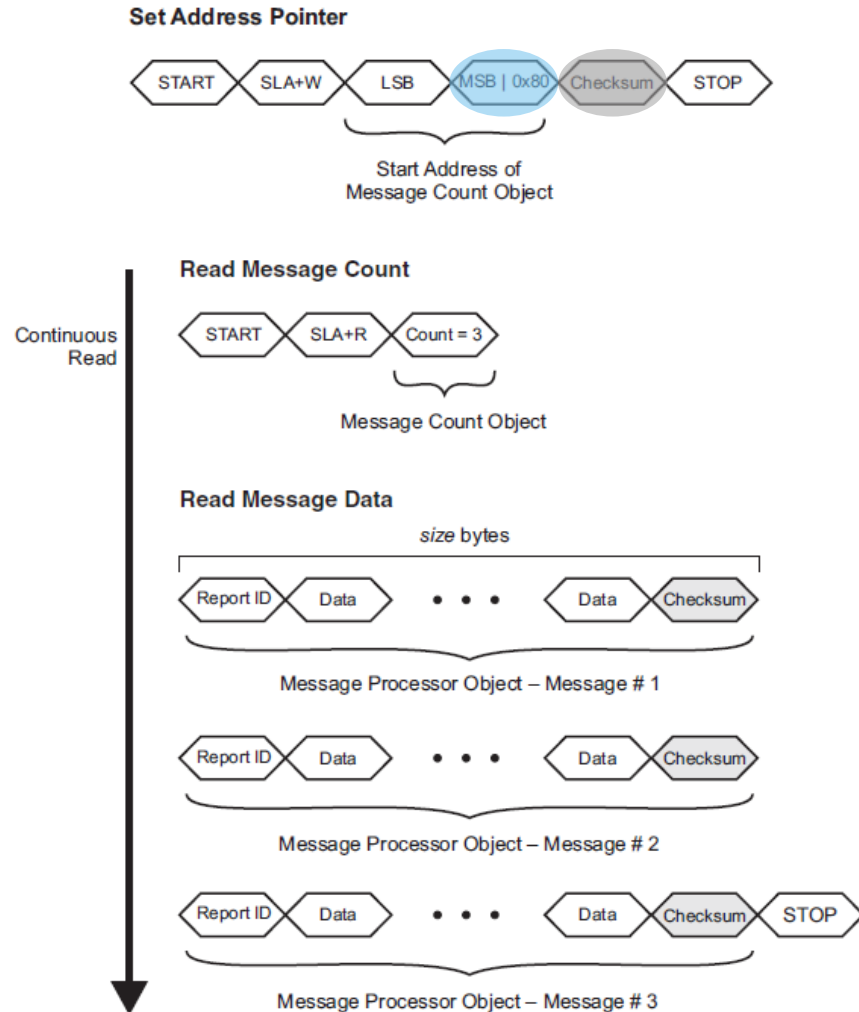 Set Address Pointer
START SLA+W LSB MSB | 0x80 Checksum STOP
Start Address of
Message Count Object
Read Message Count
Continuous
Read
START SLA+R Count = 3
Message Count Object
Read Message Data
size bytes
Report ID Data • • • Data Checksum
Message Processor Object – Message # 1
Report ID Data • • • Data Checksum
Message Processor Object – Message # 2
Report ID Data • • • Data Checksum STOP
Message Processor Object – Message # 3